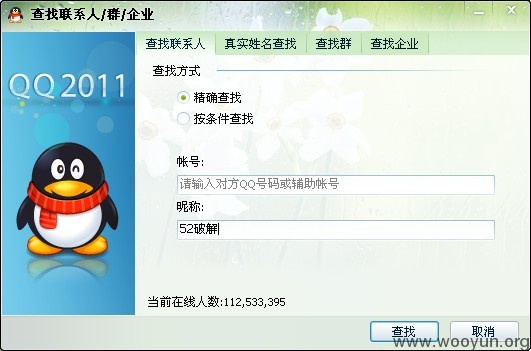 查找联系人/群/企业
查找联系人 真实姓名查找 查找群 查找企业
QQ2011
查找方式
精确查找
按条件查找
帐号:
请输入对方QQ号码或辅助帐号
昵称:
52破解
当前在线人数:112,533,395
查找 取消
www.wooyun.org